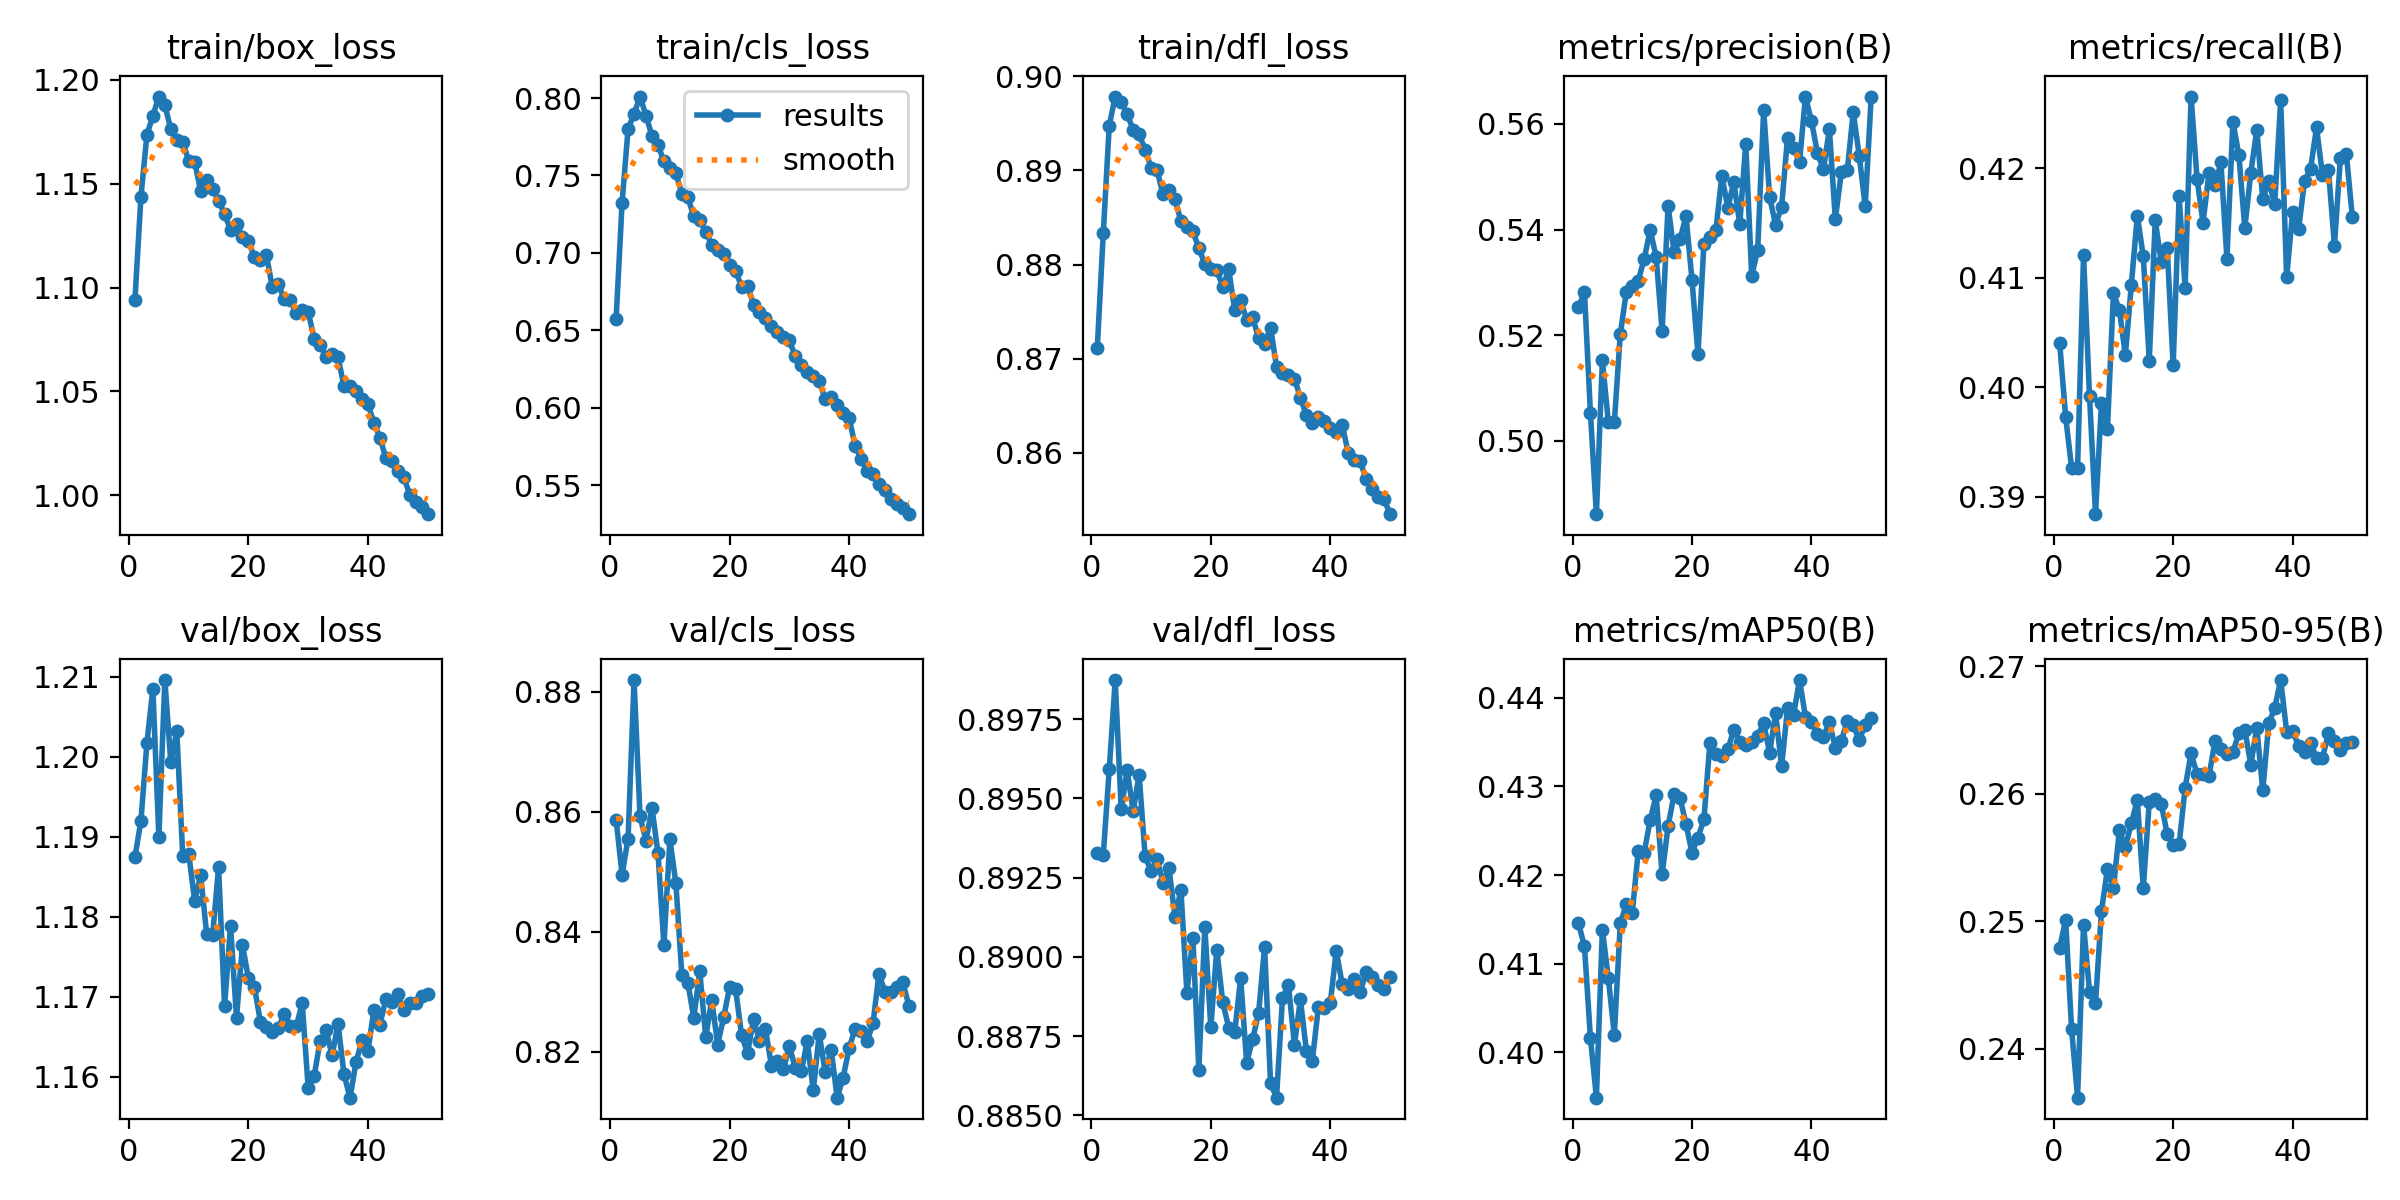 train/box_loss
train/cls_loss
train/dfl_loss
metrics/precision(B)
metrics/recall(B)
1.20
1.15
1.10
1.05
1.00
0 20 40
0.80
0.75
0.70
0.65
0.60
0.55
results
smooth
0 20 40
0.90
0.89
0.88
0.87
0.86
0 20 40
0.56
0.54
0.52
0.50
0 20 40
0.42
0.41
0.40
0.39
0 20 40
val/box_loss
val/cls_loss
val/dfl_loss
metrics/mAP50(B)
metrics/mAP50-95(B)
1.21
1.20
1.19
1.18
1.17
1.16
0 20 40
0.88
0.86
0.84
0.82
0 20 40
0.8975
0.8950
0.8925
0.8900
0.8875
0.8850
0 20 40
0.44
0.43
0.42
0.41
0.40
0 20 40
0.27
0.26
0.25
0.24
0 20 40